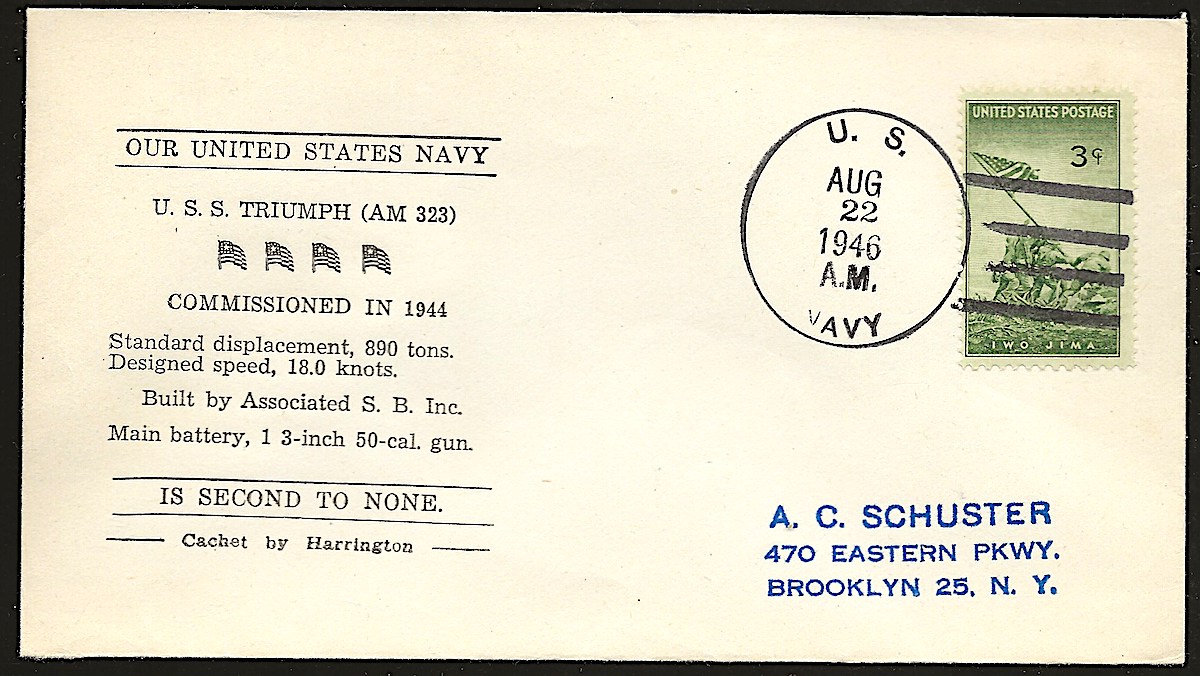 OUR UNITED STATES NAVY
U. S. S. TRIUMPH (AM 323)
COMMISSIONED IN 1944
Standard displacement, 890 tons.
Designed speed, 18.0 knots.
Built by Associated S. B. Inc.
Main battery, 1 3-inch 50-cal. gun.
IS SECOND TO NONE.
Cachet by Harrington
U. S.
AUG
22
1946
A.M.
NAVY
UNITED STATES POSTAGE
3¢
IWO JIMA
A. C. SCHUSTER
470 EASTERN PKWY.
BROOKLYN 25, N. Y.